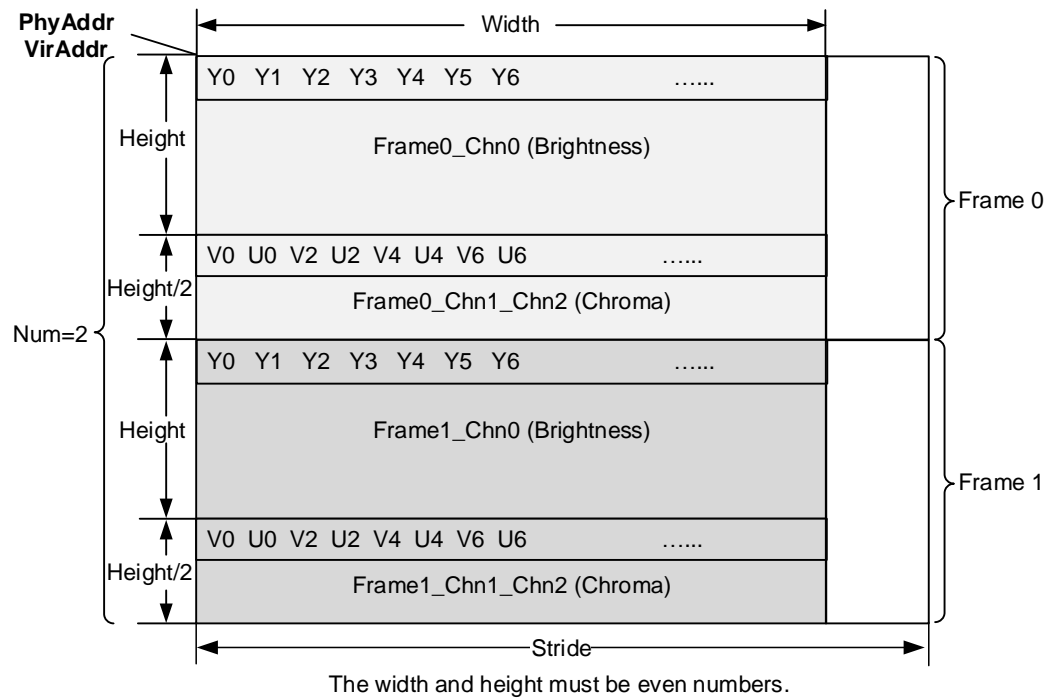 PhyAddr
VirAddr
Width
Y0 Y1 Y2 Y3 Y4 Y5 Y6 …...
Height
Frame0_Chn0 (Brightness)
Frame 0
V0 U0 V2 U2 V4 U4 V6 U6 …...
Height/2
Frame0_Chn1_Chn2 (Chroma)
Num=2
Y0 Y1 Y2 Y3 Y4 Y5 Y6 …...
Height
Frame1_Chn0 (Brightness)
Frame 1
V0 U0 V2 U2 V4 U4 V6 U6 …...
Height/2
Frame1_Chn1_Chn2 (Chroma)
Stride
The width and height must be even numbers.